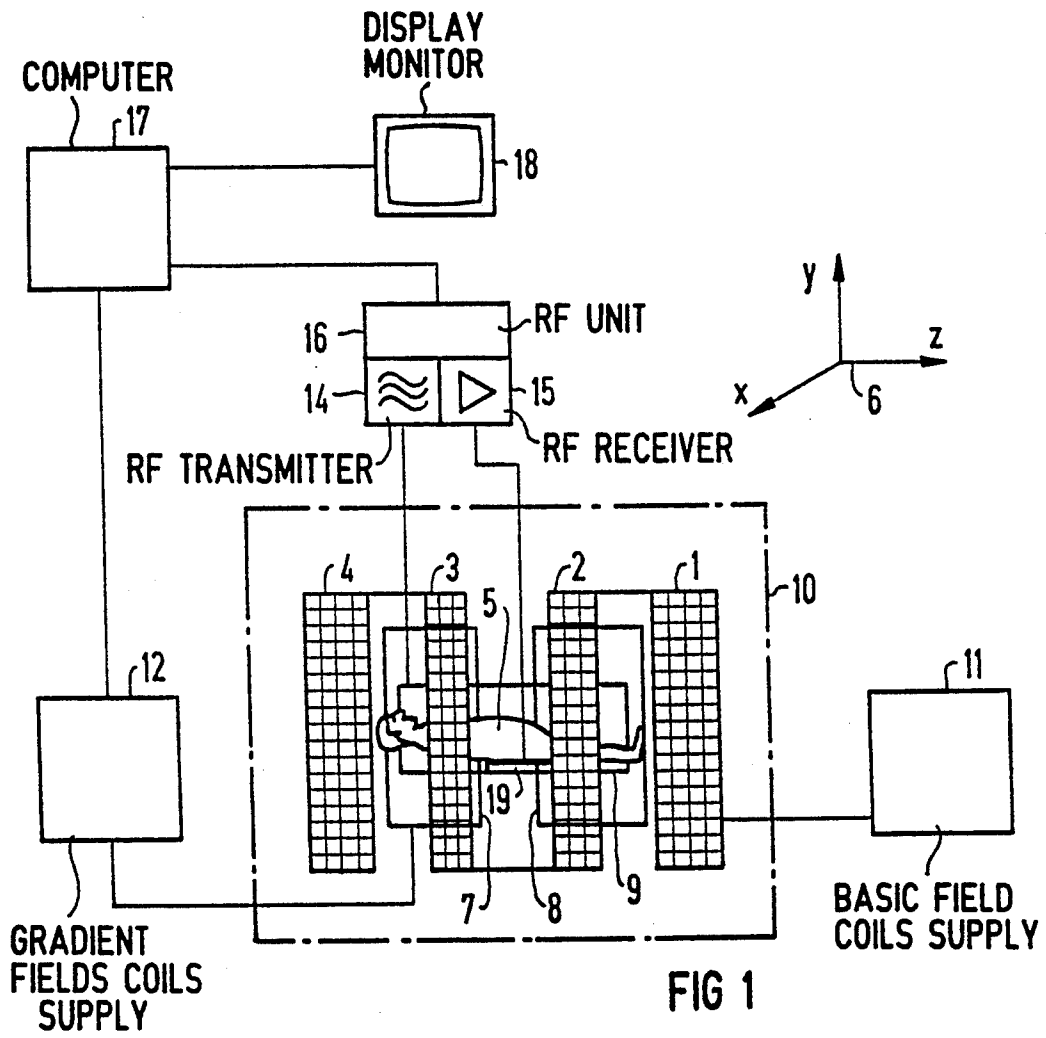 DISPLAY
MONITOR
COMPUTER
17
18
y
z
x
6
16
RF UNIT
14
15
RF TRANSMITTER
RF RECEIVER
4
3
2
1
10
5
12
11
19
7
8
9
GRADIENT
FIELDS COILS
SUPPLY
BASIC FIELD
COILS SUPPLY
FIG 1